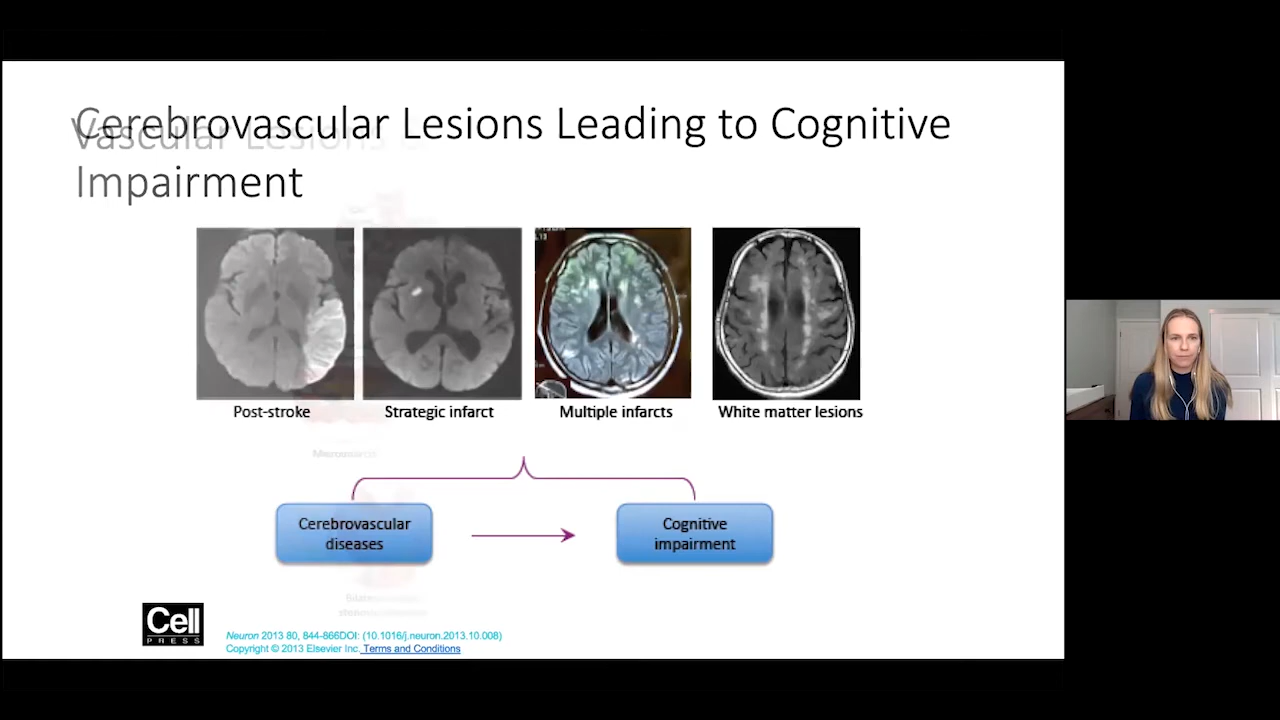 Cerebrovascular Lesions Leading to Cognitive
Impairment
Vascular Lesions
Post-stroke
Strategic infarct
Multiple infarcts
White matter lesions
Cerebrovascular
diseases
Cognitive
impairment
Cell
PRESS
Neuron 2013 80, 844-866DOI: (10.1016/j.neuron.2013.10.008)
Copyright © 2013 Elsevier Inc. Terms and Conditions